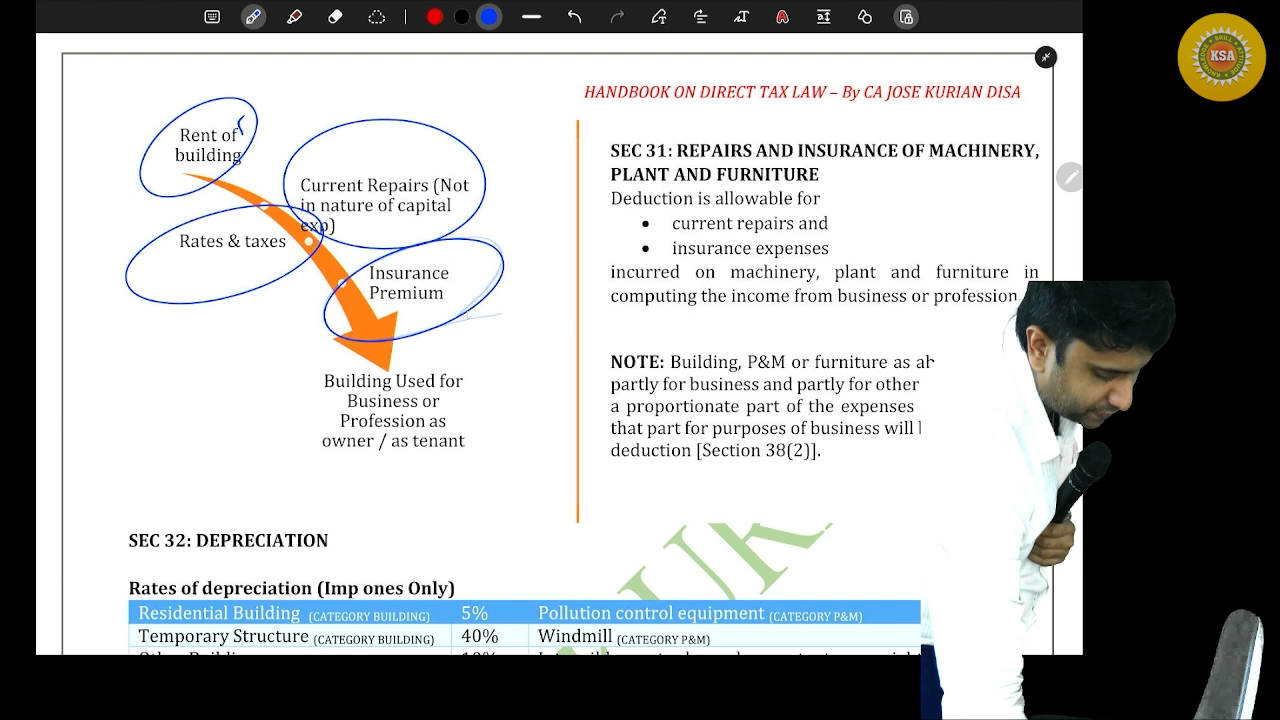 HANDBOOK ON DIRECT TAX LAW – By CA JOSE KURIAN DISA
KSA
KNOWLEDGE SKILL ATTITUDE
Rent of
building
Current Repairs (Not
in nature of capital
exp)
Rates & taxes
Insurance
Premium
Building Used for
Business or
Profession as
owner / as tenant
SEC 31: REPAIRS AND INSURANCE OF MACHINERY,
PLANT AND FURNITURE
Deduction is allowable for
• current repairs and
• insurance expenses
incurred on machinery, plant and furniture in
computing the income from business or profession.
NOTE: Building, P&M or furniture as
partly for business and partly for other
a proportionate part of the expenses
that part for purposes of business will
deduction [Section 38(2)].
SEC 32: DEPRECIATION
Rates of depreciation (Imp ones Only)
Residential Building (CATEGORY BUILDING) 5% Pollution control equipment (CATEGORY P&M)
Temporary Structure (CATEGORY BUILDING) 40% Windmill (CATEGORY P&M)